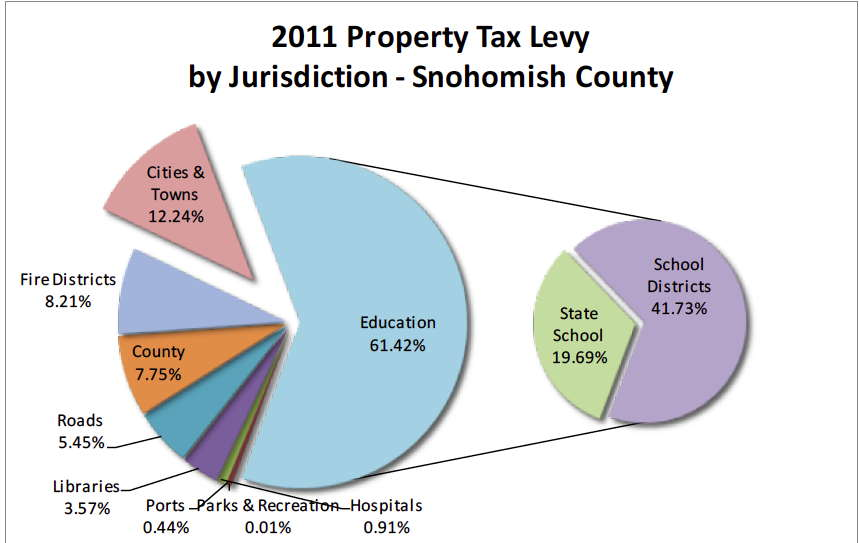 2011 Property Tax Levy
by Jurisdiction - Snohomish County
Cities &
Towns
12.24%
Fire Districts
8.21%
County
7.75%
Roads
5.45%
Libraries
3.57%
Ports
0.44%
Parks & Recreation
0.01%
Hospitals
0.91%
Education
61.42%
State
School
19.69%
School
Districts
41.73%